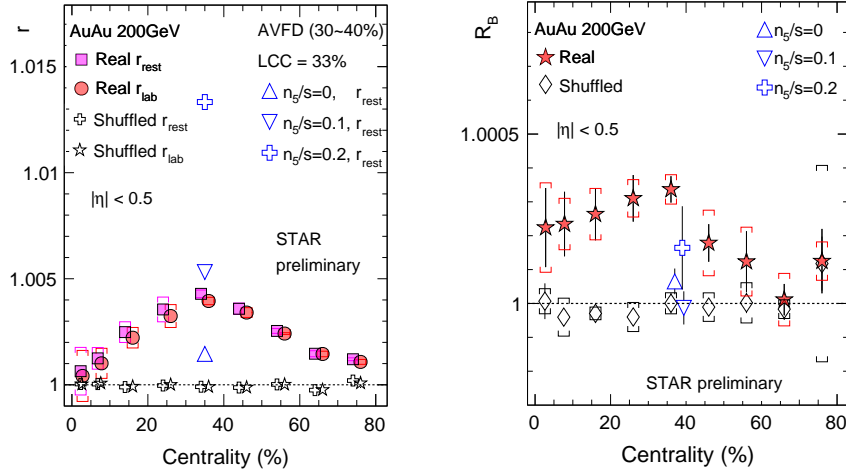 r
AuAu 200GeV
Real r_rest
Real r_lab
Shuffled r_rest
Shuffled r_lab
|η| < 0.5
AVFD (30~40%)
LCC = 33%
n₅/s=0, r_rest
n₅/s=0.1, r_rest
n₅/s=0.2, r_rest
STAR
preliminary
1.015
1.01
1.005
1
0 20 40 60 80
Centrality (%)
R_B
AuAu 200GeV
Real
Shuffled
|η| < 0.5
n₅/s=0
n₅/s=0.1
n₅/s=0.2
1.0005
1
STAR preliminary
0 20 40 60 80
Centrality (%)